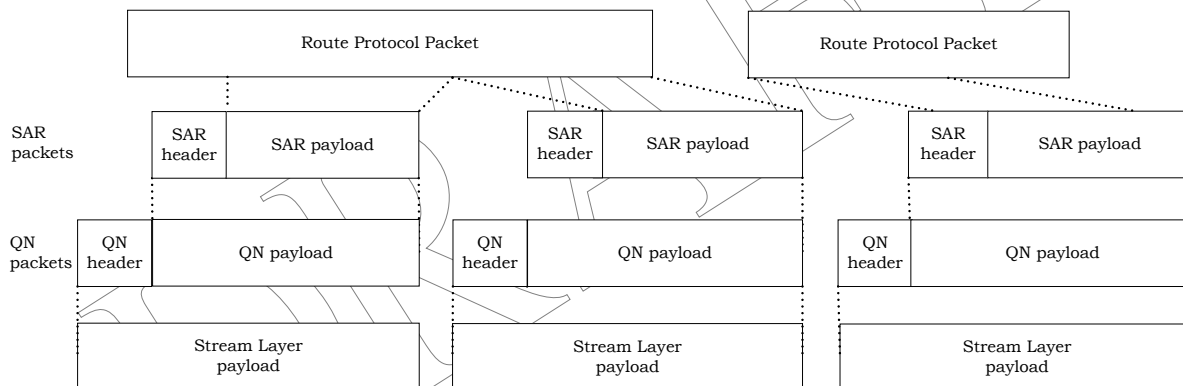 Route Protocol Packet
Route Protocol Packet
SAR
packets
SAR
header
SAR payload
SAR
header
SAR payload
SAR
header
SAR payload
QN
packets
QN
header
QN payload
QN
header
QN payload
QN
header
QN payload
Stream Layer
payload
Stream Layer
payload
Stream Layer
payload